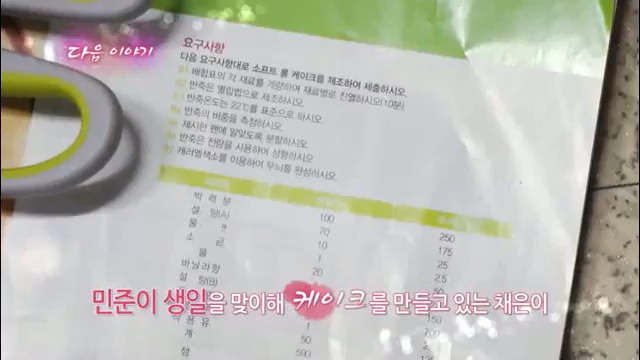 다음 이야기
요구사항
다음 요구사항대로 소프트 롤 케이크를 제조하여 제출하시오.
배합표의 각 재료를 계량하여 재료별로 진열하시오(10분)
반죽은 별립법으로 제조하시오.
반죽온도는 22℃를 표준으로 하시오.
반죽의 비중을 측정하시오.
제시한 팬에 알맞도록 분할하시오.
반죽은 전량을 사용하여 성형하시오
캐러멜색소를 이용하여 무늬를 완성하시오.
박력분 100 250
설탕(A) 70 175
물엿 10 25
소금 1
물 20
바닐라향
설탕(B)
민준이 생일을 맞이해 케이크를 만들고 있는 채은이
1
50
593